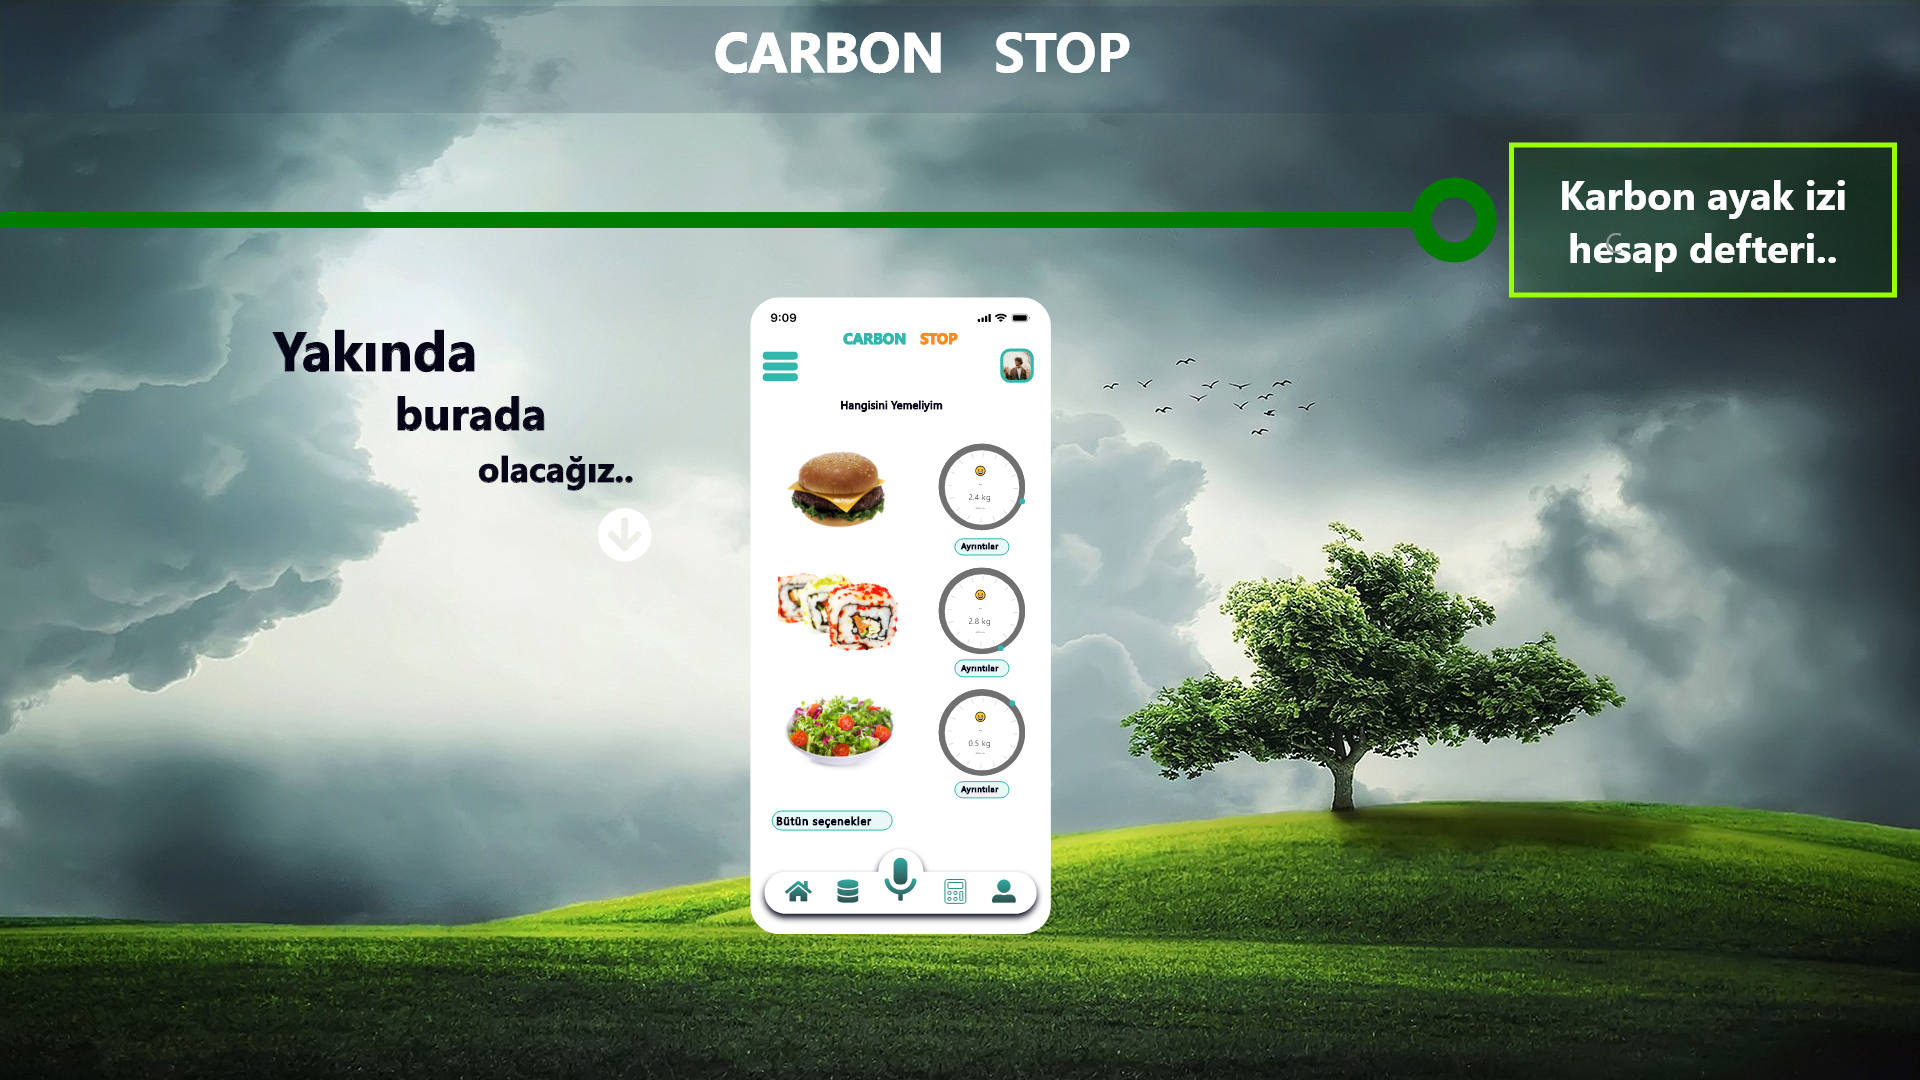 CARBON STOP
Karbon ayak izi
hesap defteri..
Yakında
burada
olacağız..
9:09
CARBON STOP
Hangisini Yemeliyim
2.4 kg
Ayrıntılar
2.8 kg
Ayrıntılar
0.5 kg
Ayrıntılar
Bütün seçenekler